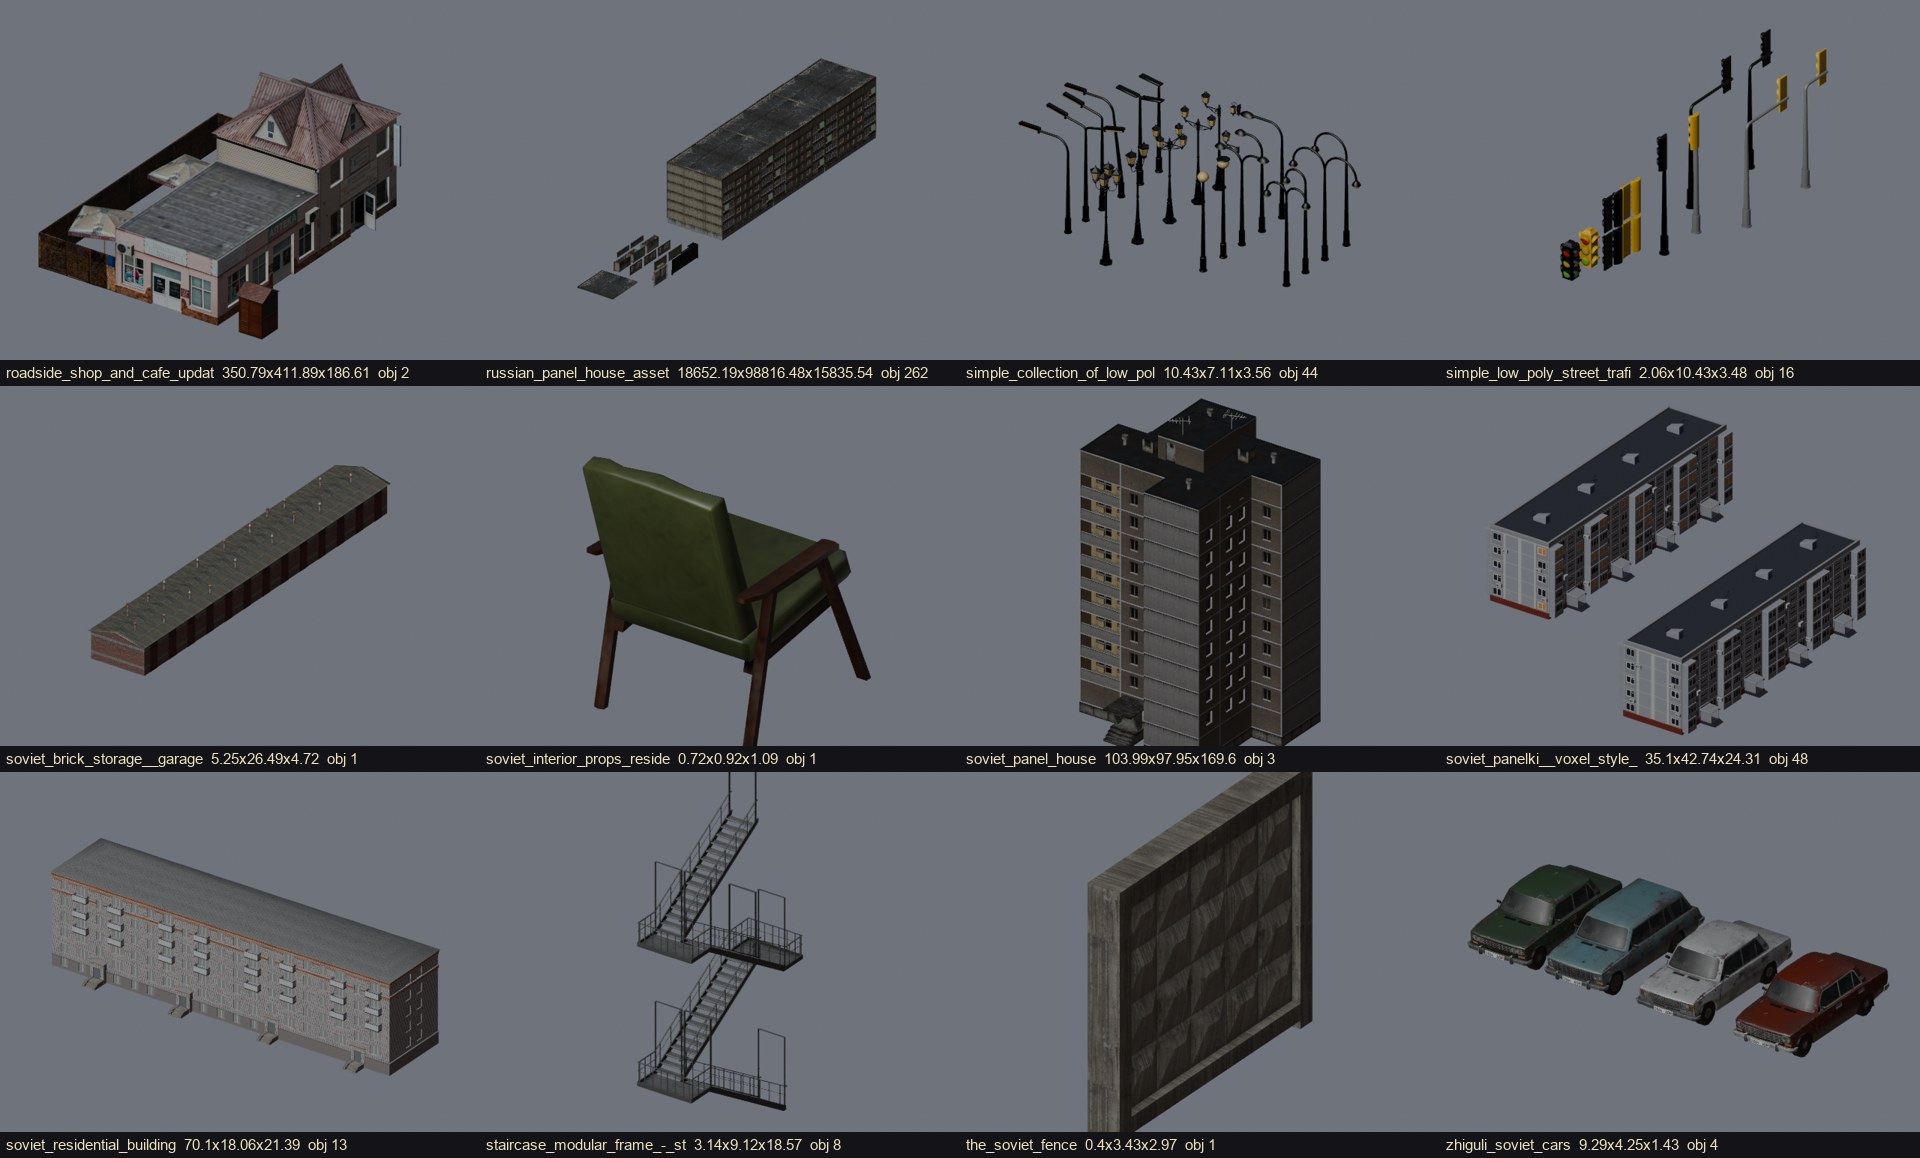 roadside_shop_and_cafe_updat 350.79x411.89x186.61 obj 2
russian_panel_house_asset 18652.19x98816.48x15835.54 obj 262
simple_collection_of_low_pol 10.43x7.11x3.56 obj 44
simple_low_poly_street_trafi 2.06x10.43x3.48 obj 16
soviet_brick_storage__garage 5.25x26.49x4.72 obj 1
soviet_interior_props_reside 0.72x0.92x1.09 obj 1
soviet_panel_house 103.99x97.95x169.6 obj 3
soviet_panelki__voxel_style_ 35.1x42.74x24.31 obj 48
soviet_residential_building 70.1x18.06x21.39 obj 13
staircase_modular_frame_-_st 3.14x9.12x18.57 obj 8
the_soviet_fence 0.4x3.43x2.97 obj 1
zhiguli_soviet_cars 9.29x4.25x1.43 obj 4